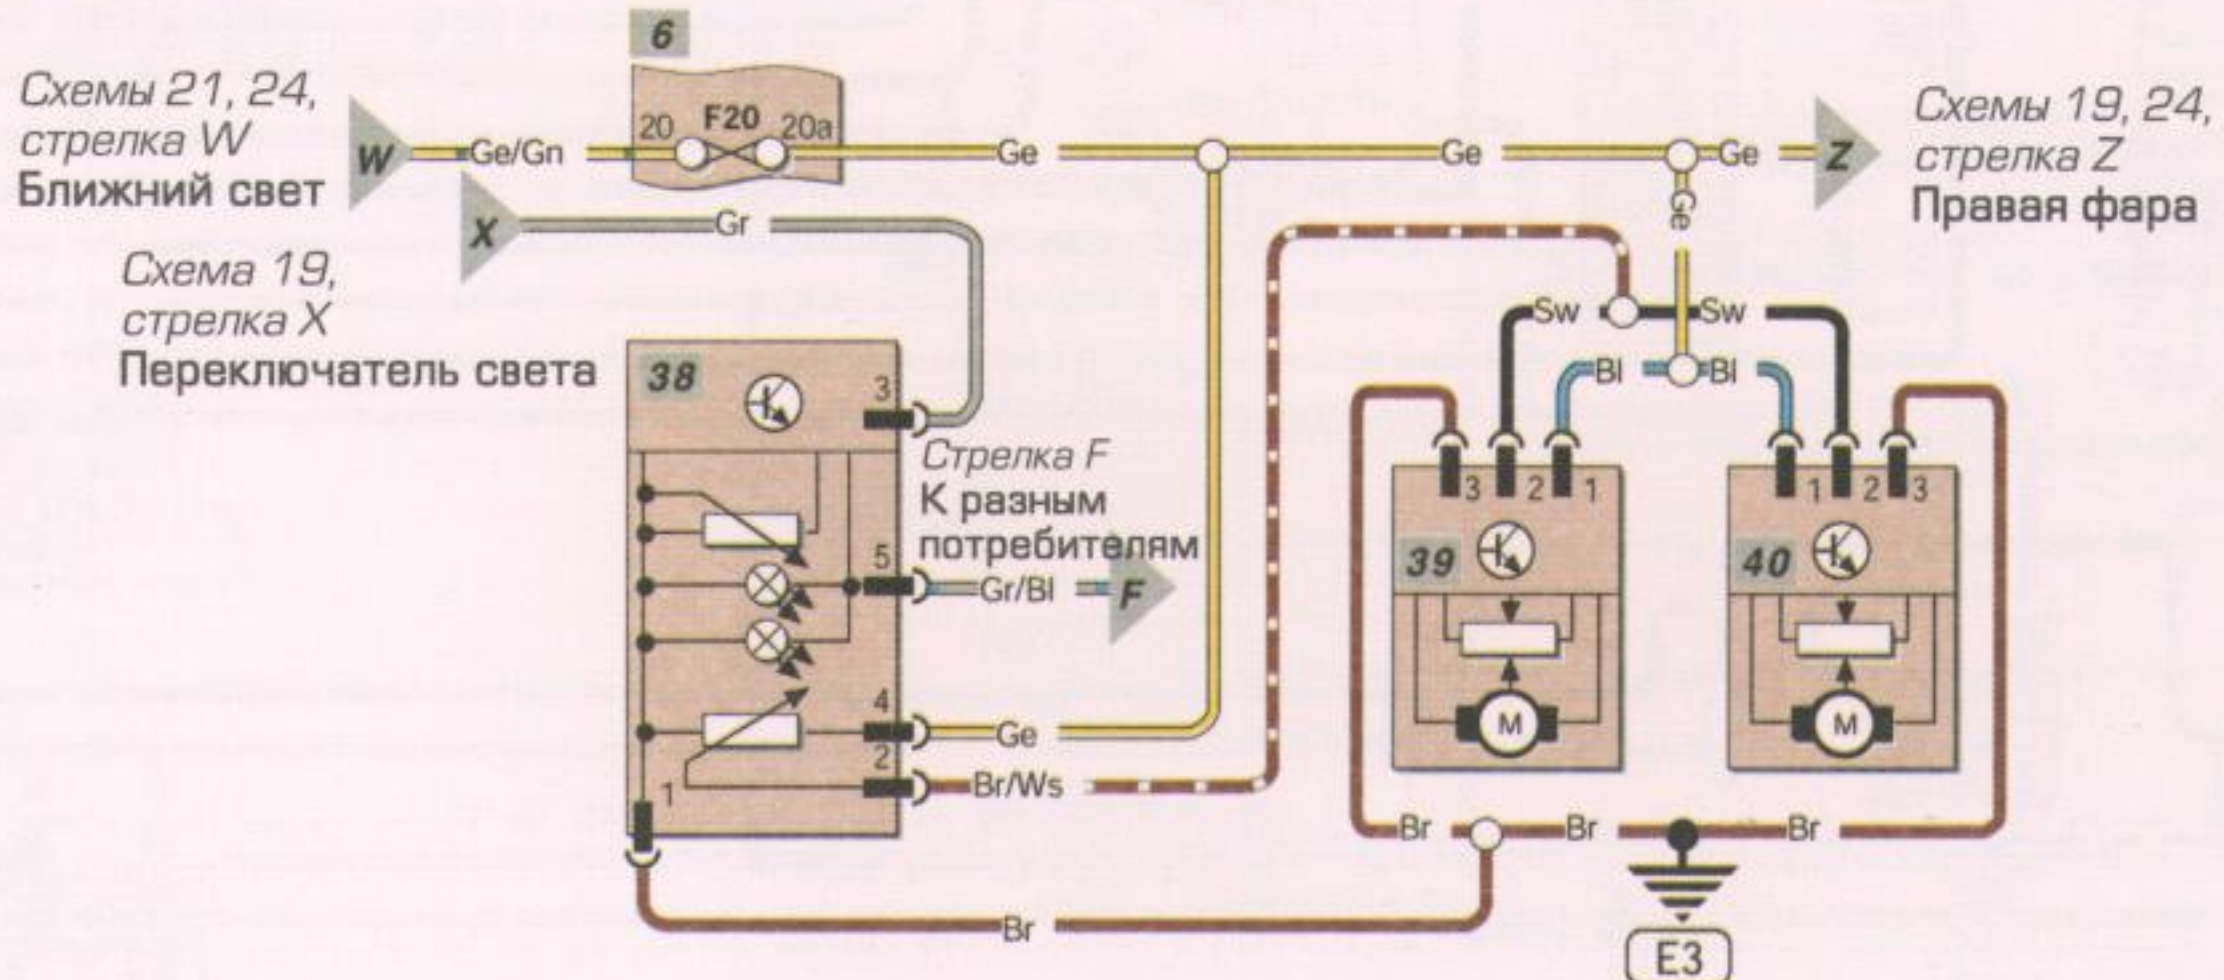 6
Схемы 21, 24,
стрелка W
Ближний свет
W
Ge/Gn
20 F20 20a
Ge
Ge
Ge
Z
Схемы 19, 24,
стрелка Z
Правая фара
X
Gr
Ge
Схема 19,
стрелка X
Переключатель света
Sw
Sw
38
3
Bl
Bl
Стрелка F
К разным
потребителям
5
Gr/Bl
F
3 2 1
1 2 3
39
40
4
Ge
M
M
2
Br/Ws
1
Br
Br
Br
Br
E3